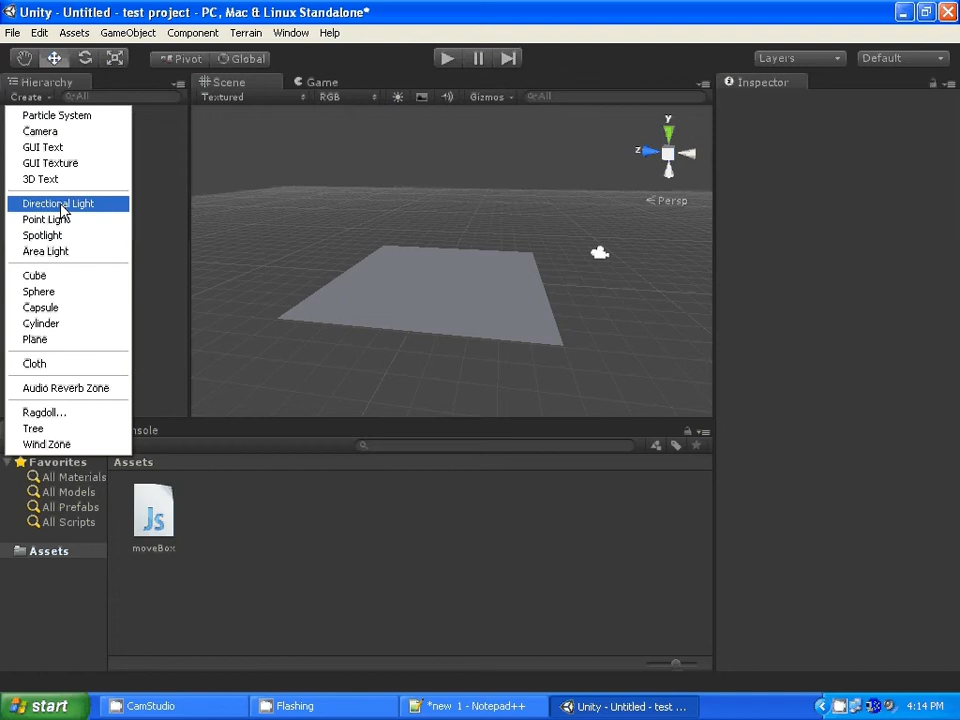 Unity - Untitled - test project - PC, Mac & Linux Standalone*
File Edit Assets GameObject Component Terrain Window Help
Pivot Global Layers Default
Hierarchy Scene Game Inspector
Create All Textured RGB Gizmos All
Particle System
Camera
GUI Text
GUI Texture
3D Text
Directional Light
Point Light
Spotlight
Area Light
Cube
Sphere
Capsule
Cylinder
Plane
Cloth
Audio Reverb Zone
Ragdoll...
Tree
Wind Zone
y
z
Persp
Favorites
All Materials
All Models
All Prefabs
All Scripts
Assets
Assets
Js
moveBox
start CamStudio Flashing *new 1 - Notepad++ Unity - Untitled - test ... 4:14 PM